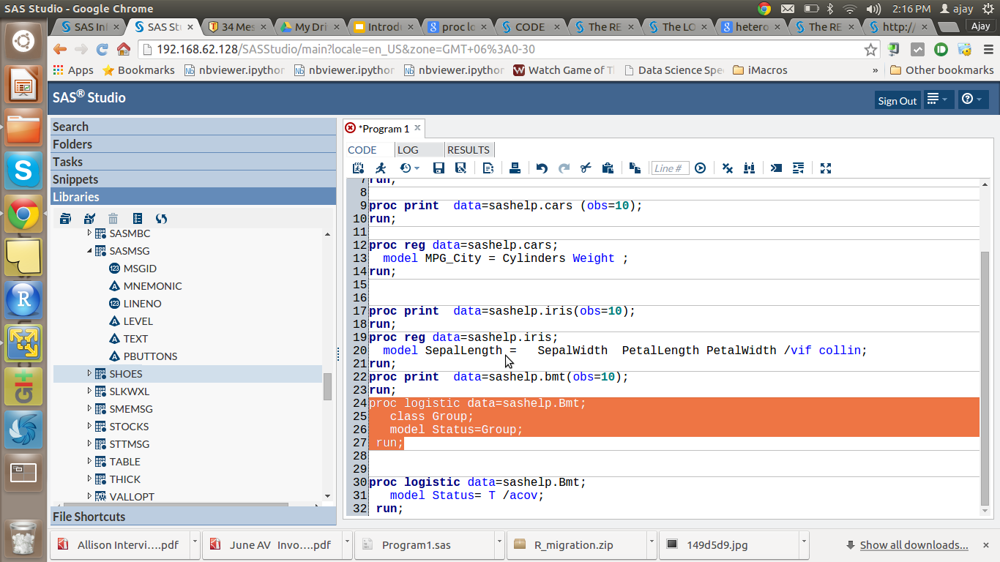 SAS Studio - Google Chrome
2:16 PM ajay
SAS Inf
SAS Stu
34 Mes
My Dri
Introdu
proc lo
CODE
The RE
The LO
hetero
The RE
http://
Ajay
192.168.62.128/SASStudio/main?locale=en_US&zone=GMT+06%3A0-30
Apps
Bookmarks
nbviewer.ipython
nbviewer.ipython
nbviewer.ipython
Watch Game of T
Data Science Spe
iMacros
»
Other bookmarks
SAS® Studio
Sign Out
Search
Folders
Tasks
Snippets
Libraries
SASMBC
SASMSG
MSGID
MNEMONIC
LINENO
LEVEL
TEXT
PBUTTONS
SHOES
SLKWXL
SMEMSG
STOCKS
STTMSG
TABLE
THICK
VALLOPT
File Shortcuts
*Program 1
CODE LOG RESULTS
Line #
7 run;
8
9 proc print  data=sashelp.cars (obs=10);
10 run;
11
12 proc reg data=sashelp.cars;
13   model MPG_City = Cylinders Weight ;
14 run;
15
16
17 proc print  data=sashelp.iris(obs=10);
18 run;
19 proc reg data=sashelp.iris;
20   model SepalLength =   SepalWidth  PetalLength PetalWidth /vif collin;
21 run;
22 proc print  data=sashelp.bmt(obs=10);
23 run;
24 proc logistic data=sashelp.Bmt;
25    class Group;
26    model Status=Group;
27  run;
28
29
30 proc logistic data=sashelp.Bmt;
31    model Status= T /acov;
32  run;
Allison Intervi....pdf
June AV Invo....pdf
Program1.sas
R_migration.zip
149d5d9.jpg
Show all downloads...